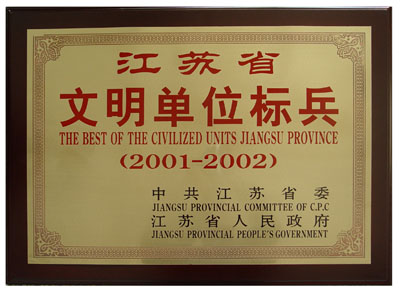 江苏省
文明单位标兵
THE BEST OF THE CIVILIZED UNITS JIANGSU PROVINCE
(2001-2002)
中共江苏省委
JIANGSU PROVINCIAL COMMITTEE OF C.P.C
江苏省人民政府
JIANGSU PROVINCIAL PEOPLE'S GOVERNMENT